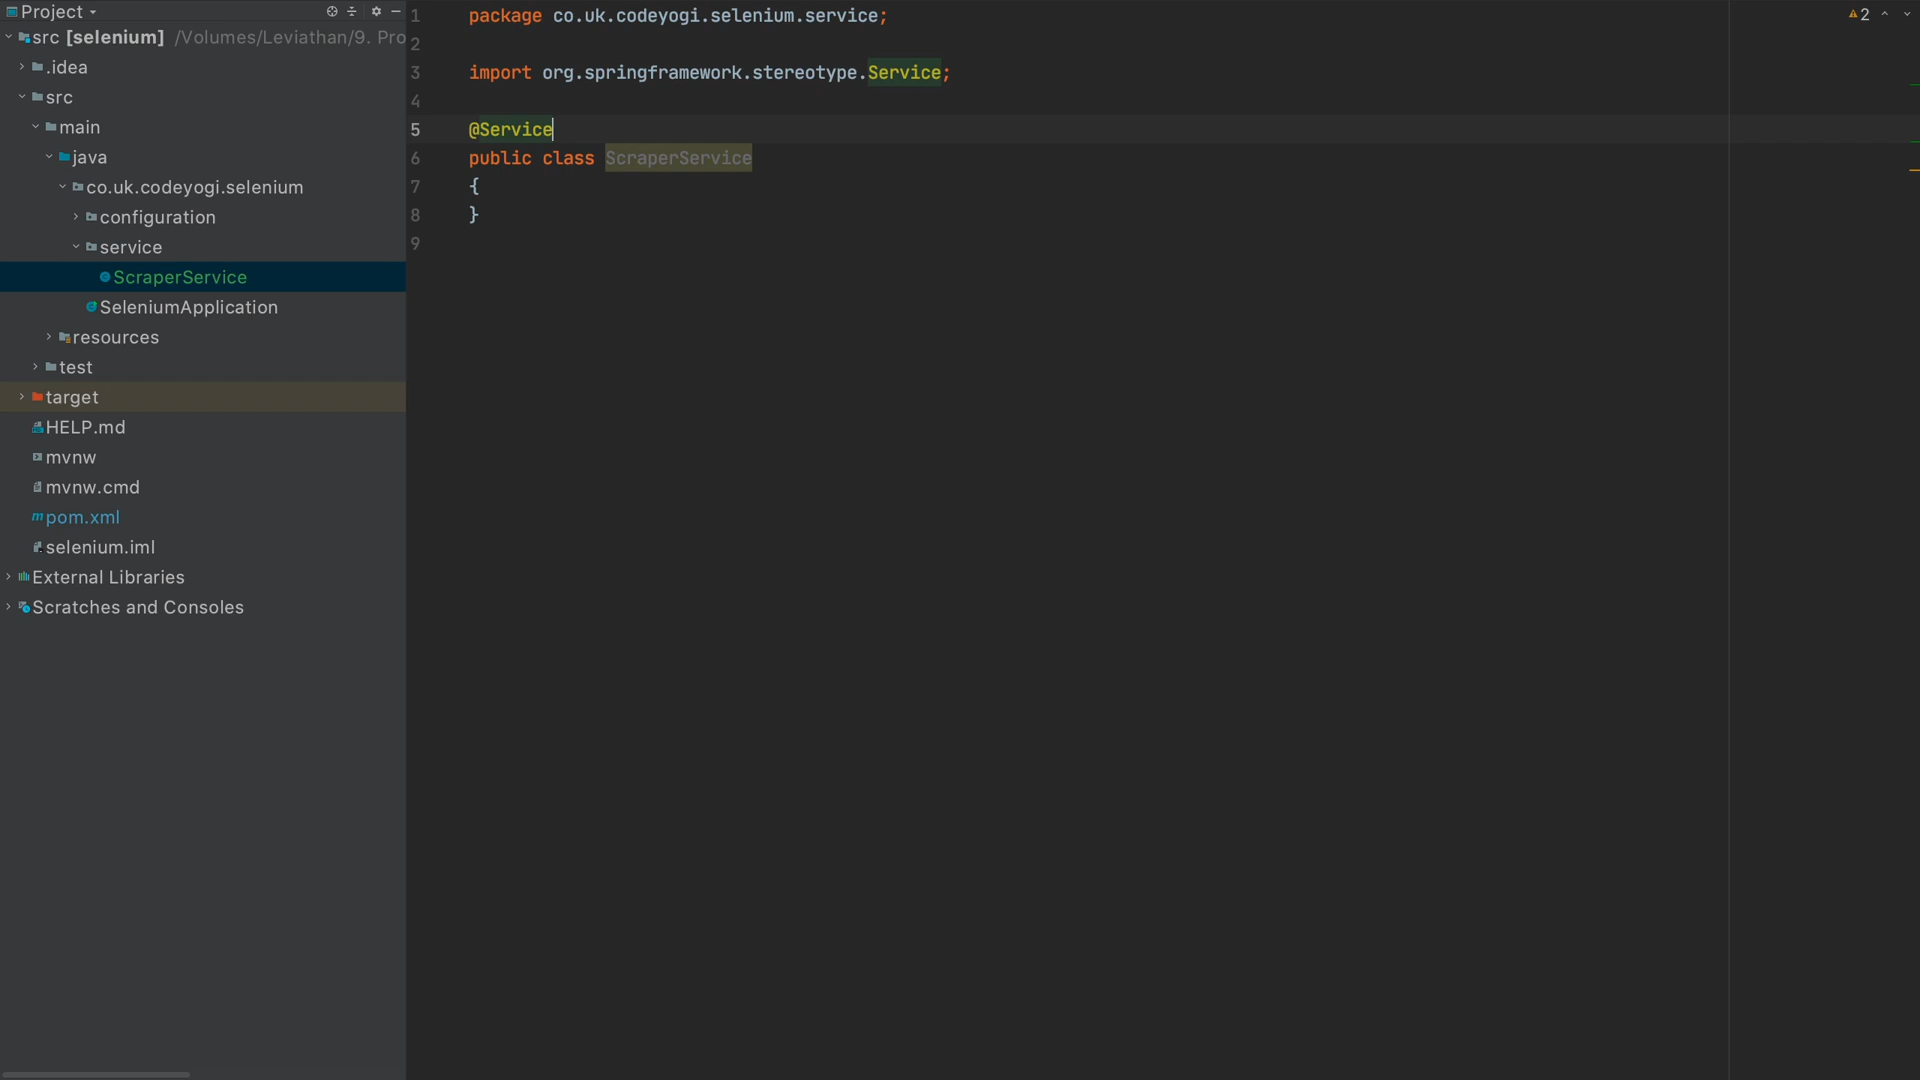 Project
src [selenium] /Volumes/Leviathan/9. Pro
.idea
src
main
java
co.uk.codeyogi.selenium
configuration
service
ScraperService
SeleniumApplication
resources
test
target
HELP.md
mvnw
mvnw.cmd
pom.xml
selenium.iml
External Libraries
Scratches and Consoles
1 package co.uk.codeyogi.selenium.service;
2
3 import org.springframework.stereotype.Service;
4
5 @Service
6 public class ScraperService
7 {
8 }
9
2